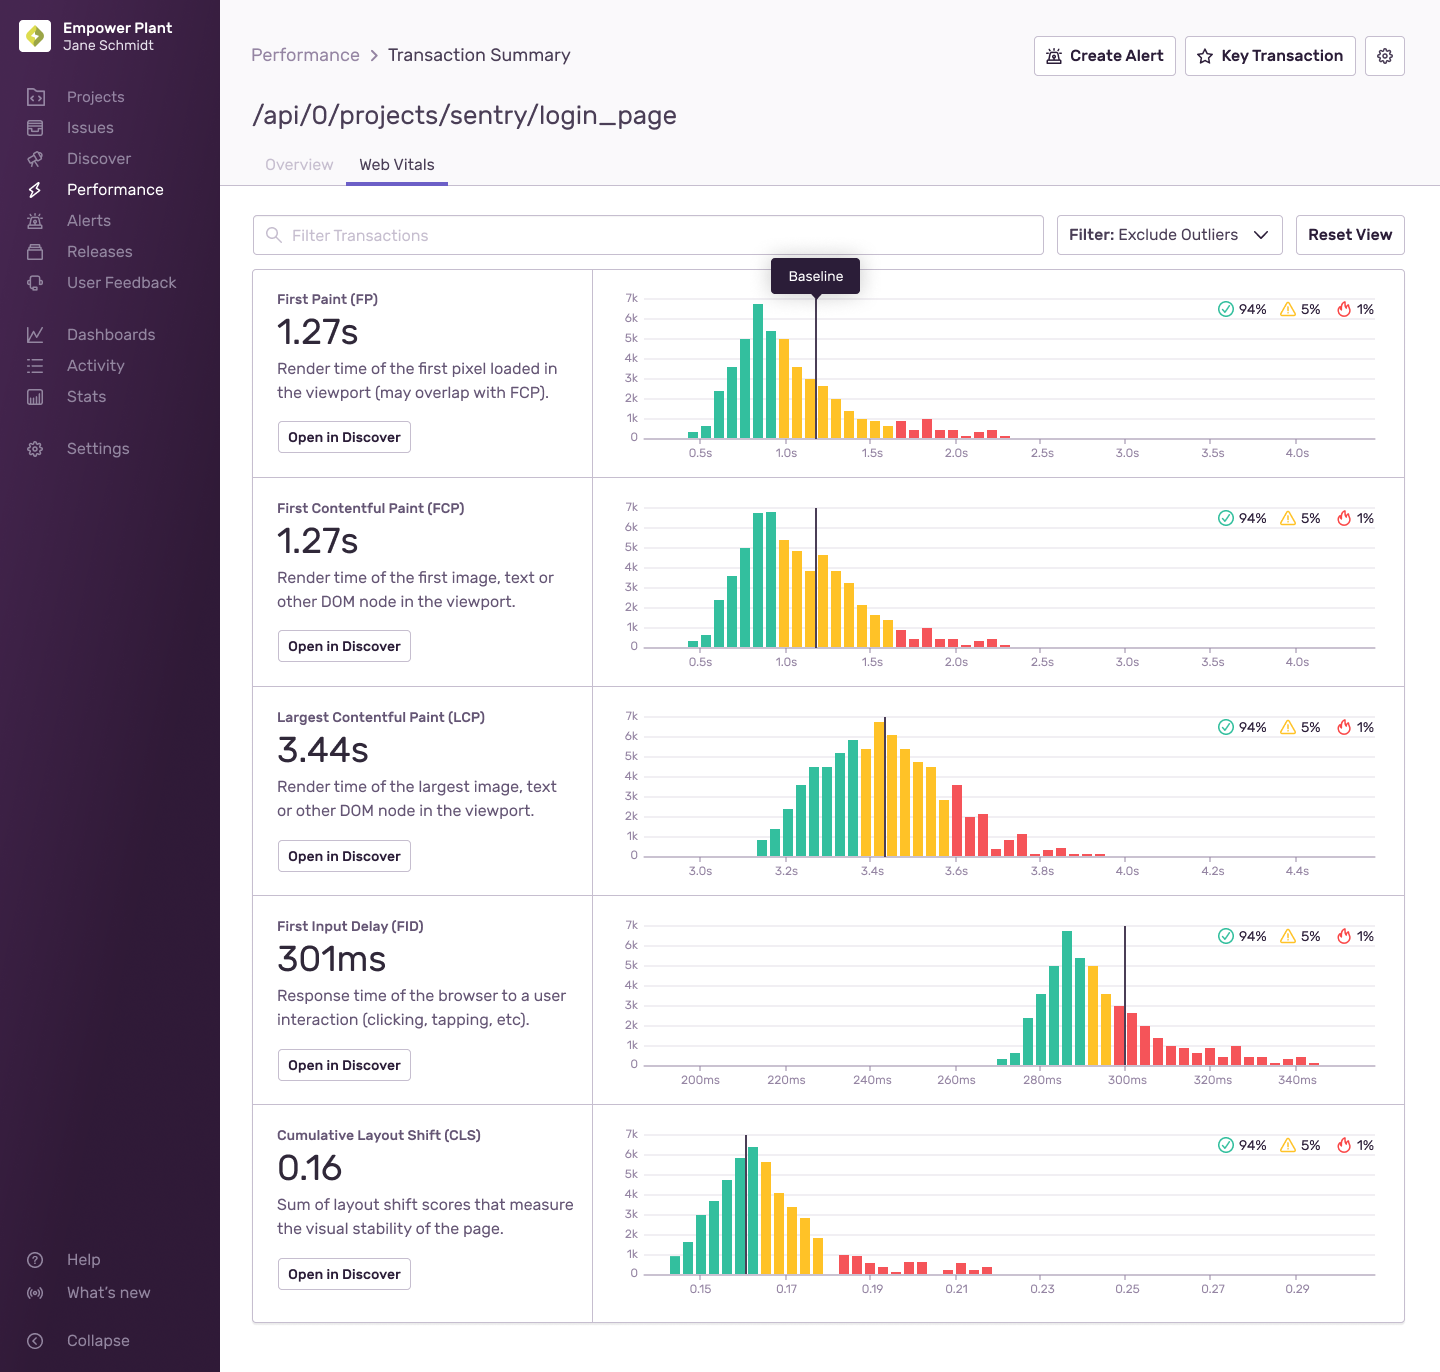 Empower Plant
Jane Schmidt
Projects
Issues
Discover
Performance
Alerts
Releases
User Feedback
Dashboards
Activity
Stats
Settings
Help
What's new
Collapse
Performance > Transaction Summary
Create Alert
Key Transaction
/api/0/projects/sentry/login_page
Overview
Web Vitals
Filter Transactions
Filter: Exclude Outliers
Reset View
First Paint (FP)
1.27s
Render time of the first pixel loaded in
the viewport (may overlap with FCP).
Open in Discover
Baseline
94% 5% 1%
7k
6k
5k
4k
3k
2k
1k
0
0.5s 1.0s 1.5s 2.0s 2.5s 3.0s 3.5s 4.0s
First Contentful Paint (FCP)
1.27s
Render time of the first image, text or
other DOM node in the viewport.
Open in Discover
94% 5% 1%
7k
6k
5k
4k
3k
2k
1k
0
0.5s 1.0s 1.5s 2.0s 2.5s 3.0s 3.5s 4.0s
Largest Contentful Paint (LCP)
3.44s
Render time of the largest image, text
or other DOM node in the viewport.
Open in Discover
94% 5% 1%
7k
6k
5k
4k
3k
2k
1k
0
3.0s 3.2s 3.4s 3.6s 3.8s 4.0s 4.2s 4.4s
First Input Delay (FID)
301ms
Response time of the browser to a user
interaction (clicking, tapping, etc).
Open in Discover
94% 5% 1%
7k
6k
5k
4k
3k
2k
1k
0
200ms 220ms 240ms 260ms 280ms 300ms 320ms 340ms
Cumulative Layout Shift (CLS)
0.16
Sum of layout shift scores that measure
the visual stability of the page.
Open in Discover
94% 5% 1%
7k
6k
5k
4k
3k
2k
1k
0
0.15 0.17 0.19 0.21 0.23 0.25 0.27 0.29